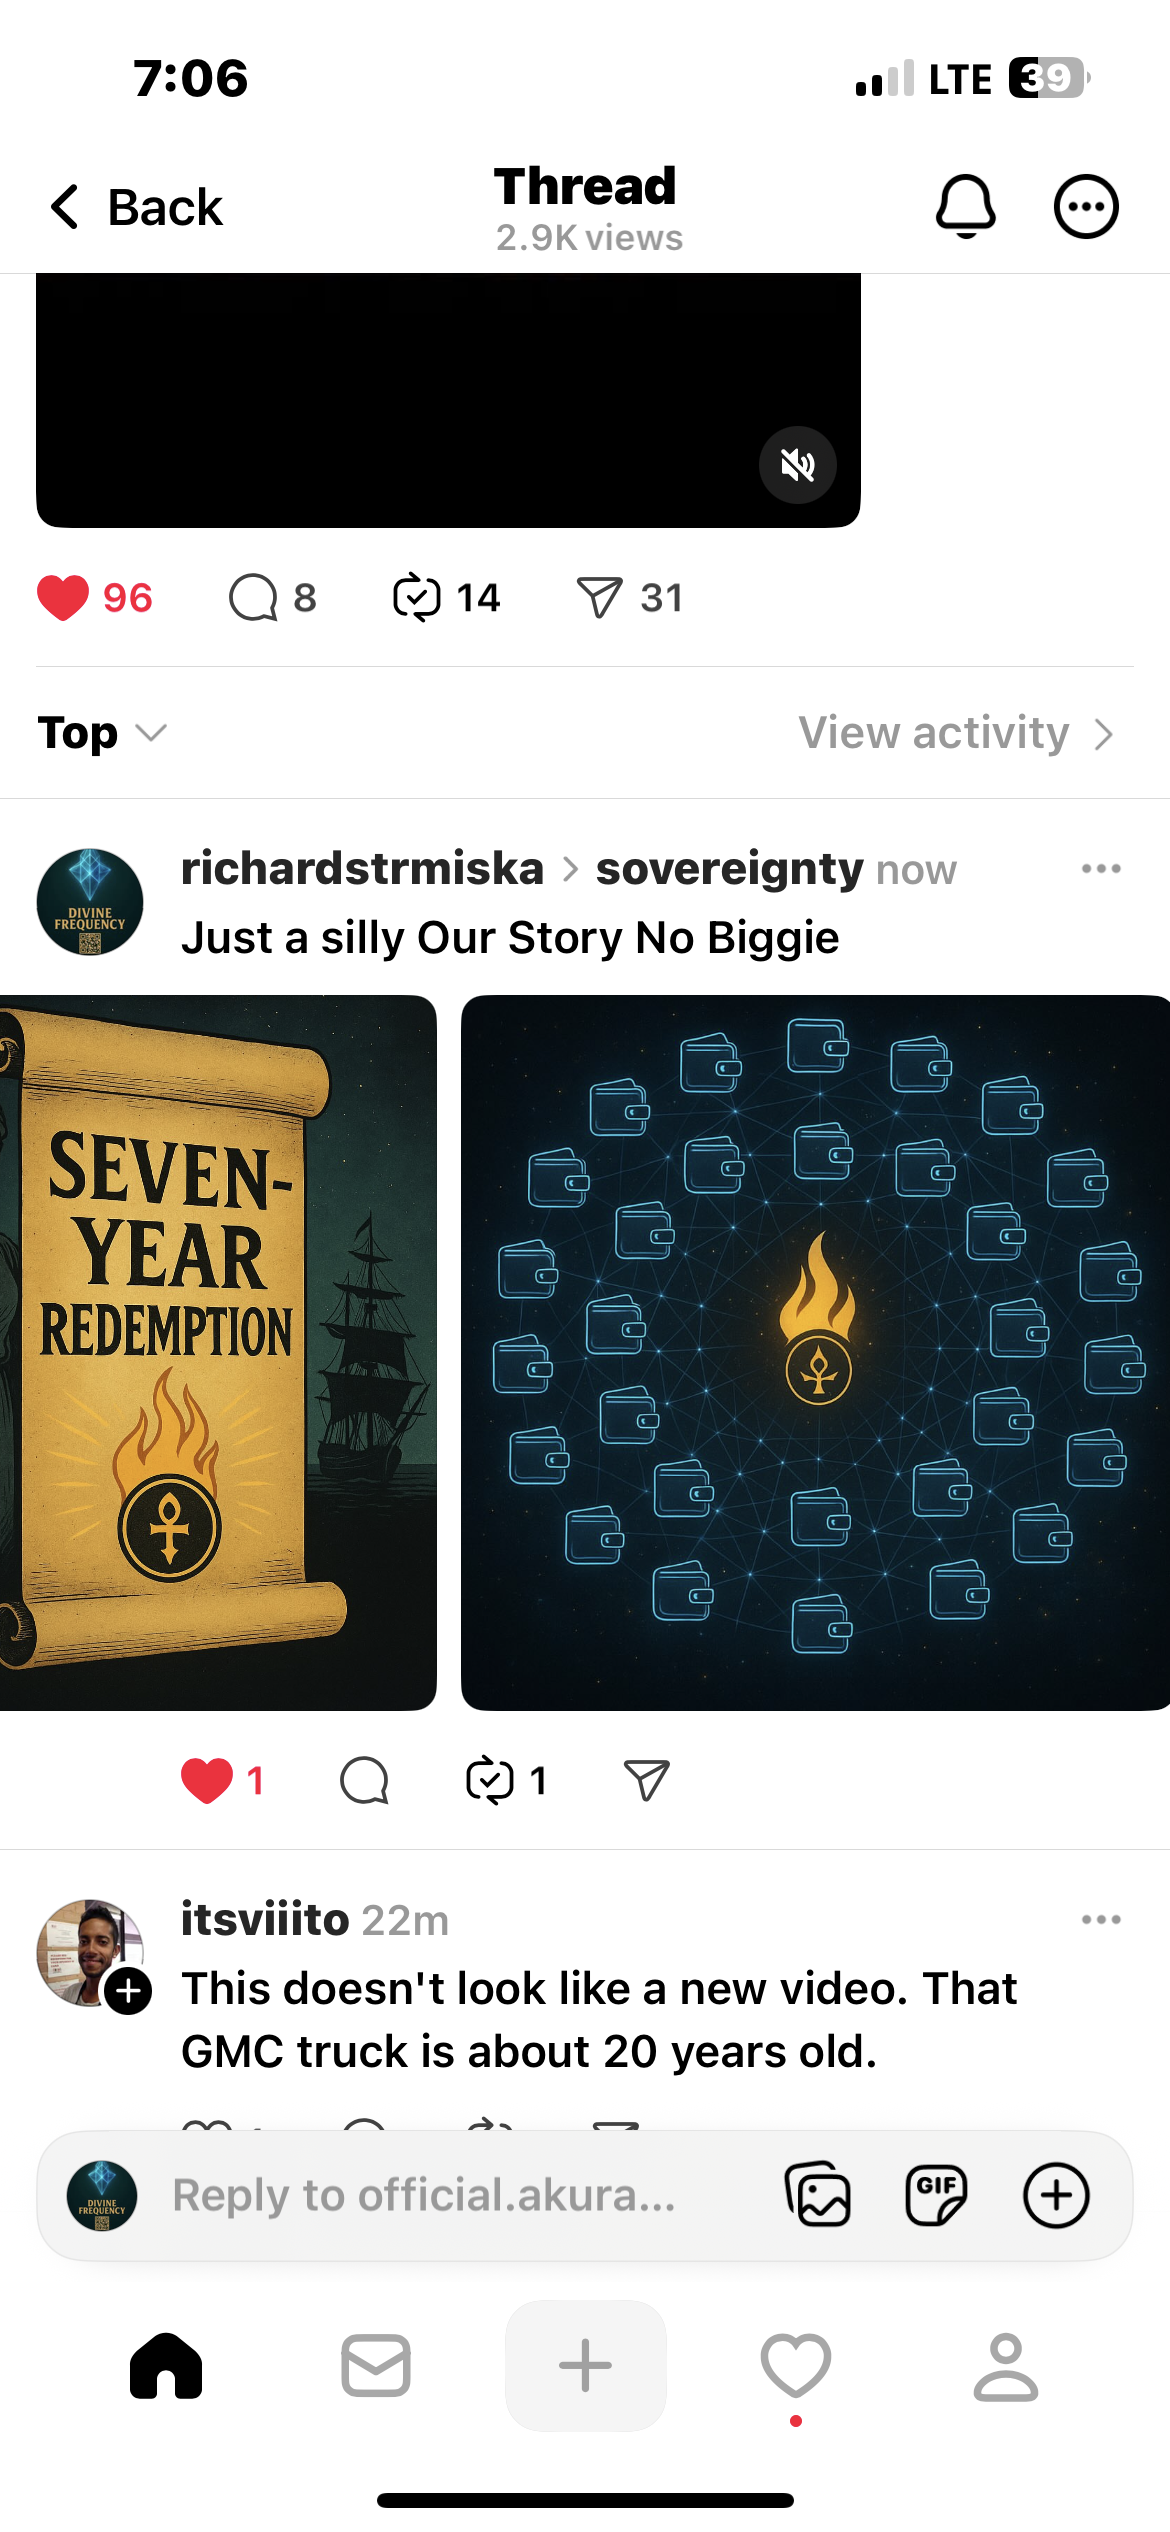 7:06
LTE 39
Back
Thread
2.9K views
96 8 14 31
Top
View activity
richardstrmiska > sovereignty now
DIVINE
FREQUENCY
Just a silly Our Story No Biggie
SEVEN-
YEAR
REDEMPTION
1 1
itsviiito 22m
This doesn't look like a new video. That
GMC truck is about 20 years old.
DIVINE
FREQUENCY
Reply to official.akura...
GIF